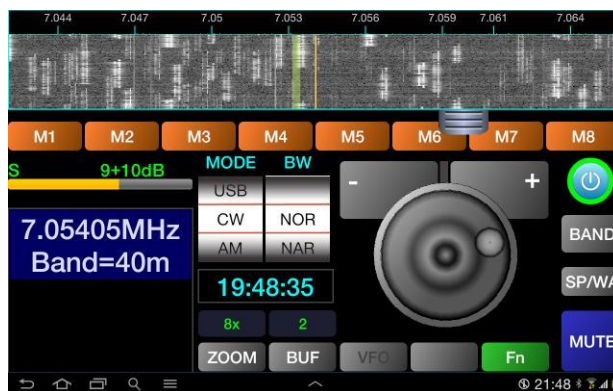 7.044 7.047 7.05 7.053 7.056 7.059 7.061 7.064
M1 M2 M3 M4 M5 M6 M7 M8
S 9+10dB MODE BW - +
USB
CW NOR
AM NAR
7.05405MHz
Band=40m
BAND
19:48:35
SP/WA
8x 2
MUTE
ZOOM BUF VFO Fn
21:48